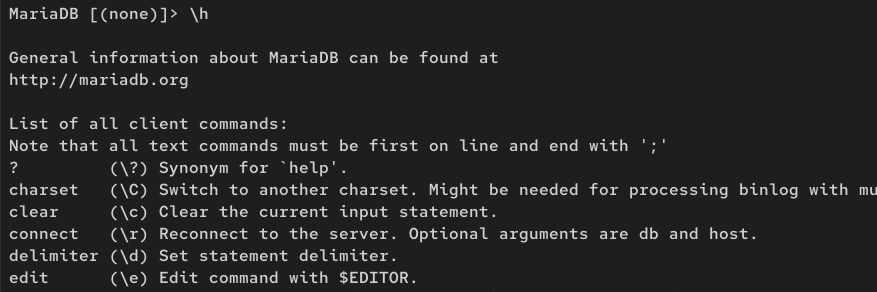 MariaDB [(none)]> \h
General information about MariaDB can be found at
http://mariadb.org
List of all client commands:
Note that all text commands must be first on line and end with ';'
?         (\?) Synonym for `help'.
charset   (\C) Switch to another charset. Might be needed for processing binlog with mu
clear     (\c) Clear the current input statement.
connect   (\r) Reconnect to the server. Optional arguments are db and host.
delimiter (\d) Set statement delimiter.
edit      (\e) Edit command with $EDITOR.